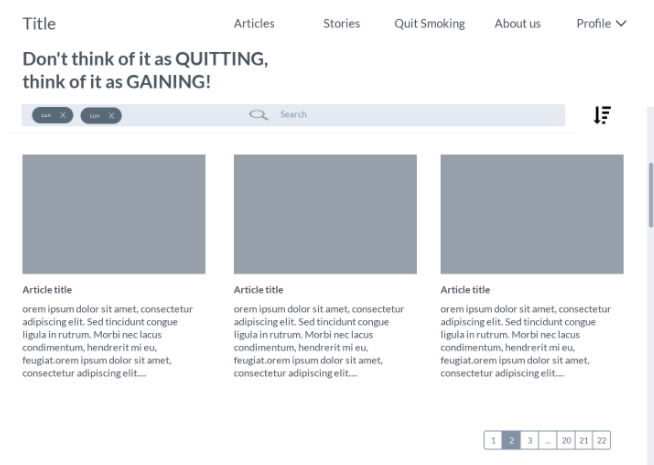 Title
Articles Stories Quit Smoking About us Profile
Don't think of it as QUITTING,
think of it as GAINING!
Search
Article title Article title Article title
orem ipsum dolor sit amet, consectetur
adipiscing elit. Sed tincidunt congue
ligula in rutrum. Morbi nec lacus
condimentum, hendrerit mi eu,
feugiat.orem ipsum dolor sit amet,
consectetur adipiscing elit....
orem ipsum dolor sit amet, consectetur
adipiscing elit. Sed tincidunt congue
ligula in rutrum. Morbi nec lacus
condimentum, hendrerit mi eu,
feugiat.orem ipsum dolor sit amet,
consectetur adipiscing elit....
orem ipsum dolor sit amet, consectetur
adipiscing elit. Sed tincidunt congue
ligula in rutrum. Morbi nec lacus
condimentum, hendrerit mi eu,
feugiat.orem ipsum dolor sit amet,
consectetur adipiscing elit....
1 2 3 ... 20 21 22